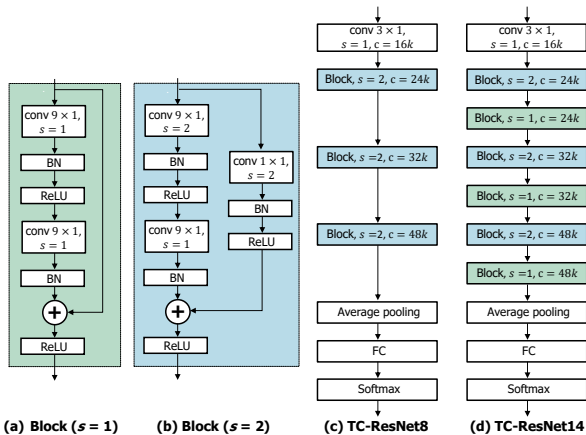 conv 9 × 1,
s = 1
BN
ReLU
conv 9 × 1,
s = 1
BN
+
ReLU
(a) Block (s = 1)
conv 9 × 1,
s = 2
BN
ReLU
conv 9 × 1,
s = 1
BN
+
ReLU
conv 1 × 1,
s = 2
BN
ReLU
(b) Block (s = 2)
conv 3 × 1,
s = 1, c = 16k
Block, s = 2, c = 24k
Block, s =2, c = 32k
Block, s=2, c = 48k
Average pooling
FC
Softmax
(c) TC-ResNet8
conv 3 × 1,
s = 1, c = 16k
Block, s = 2, c = 24k
Block, s = 1, c = 24k
Block, s = 2, c = 32k
Block, s =1, c = 32k
Block, s = 2, c = 48k
Block, s =1, c = 48k
Average pooling
FC
Softmax
(d) TC-ResNet14